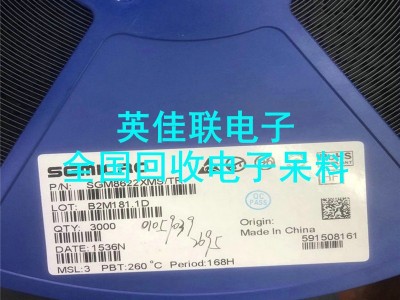 英佳联电子
全国回收电子呆料
P/N: SGM8622XMS/TR
LOT: B2M181.1D
QTY: 3000
DATE: 1536N
MSL:3 PBT:260°C Period:168H
QC
PASS
Origin:
Made In China
591508161